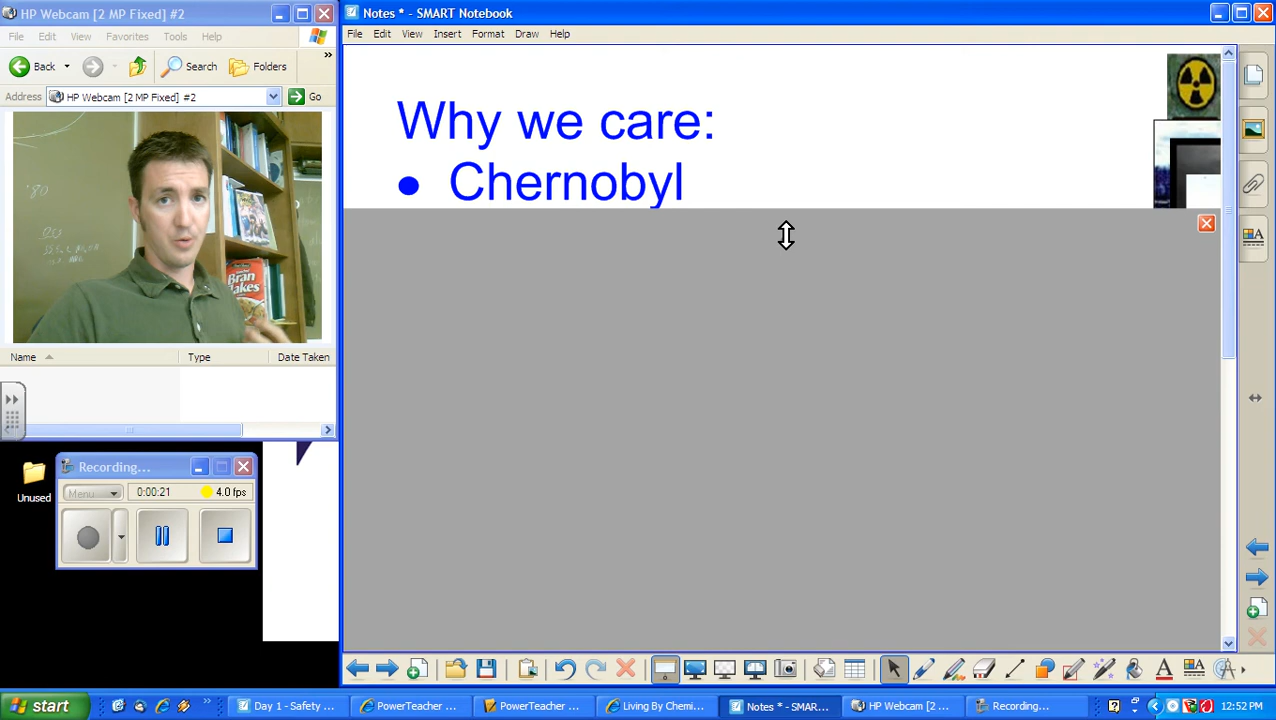 HP Webcam [2 MP Fixed] #2
File Edit View Favorites Tools Help
Back Search Folders
Address HP Webcam [2 MP Fixed] #2 Go
'80
Bran
Name Type Date Taken
Unused
Recording...
Menu 0:00:21 4.0 fps
Notes * - SMART Notebook
File Edit View Insert Format Draw Help
Why we care:
• Chernobyl
start
Day 1 - Safety ...
PowerTeacher ...
PowerTeacher ...
Living By Chemi...
Notes * - SMAR...
HP Webcam [2 ...
Recording...
12:52 PM